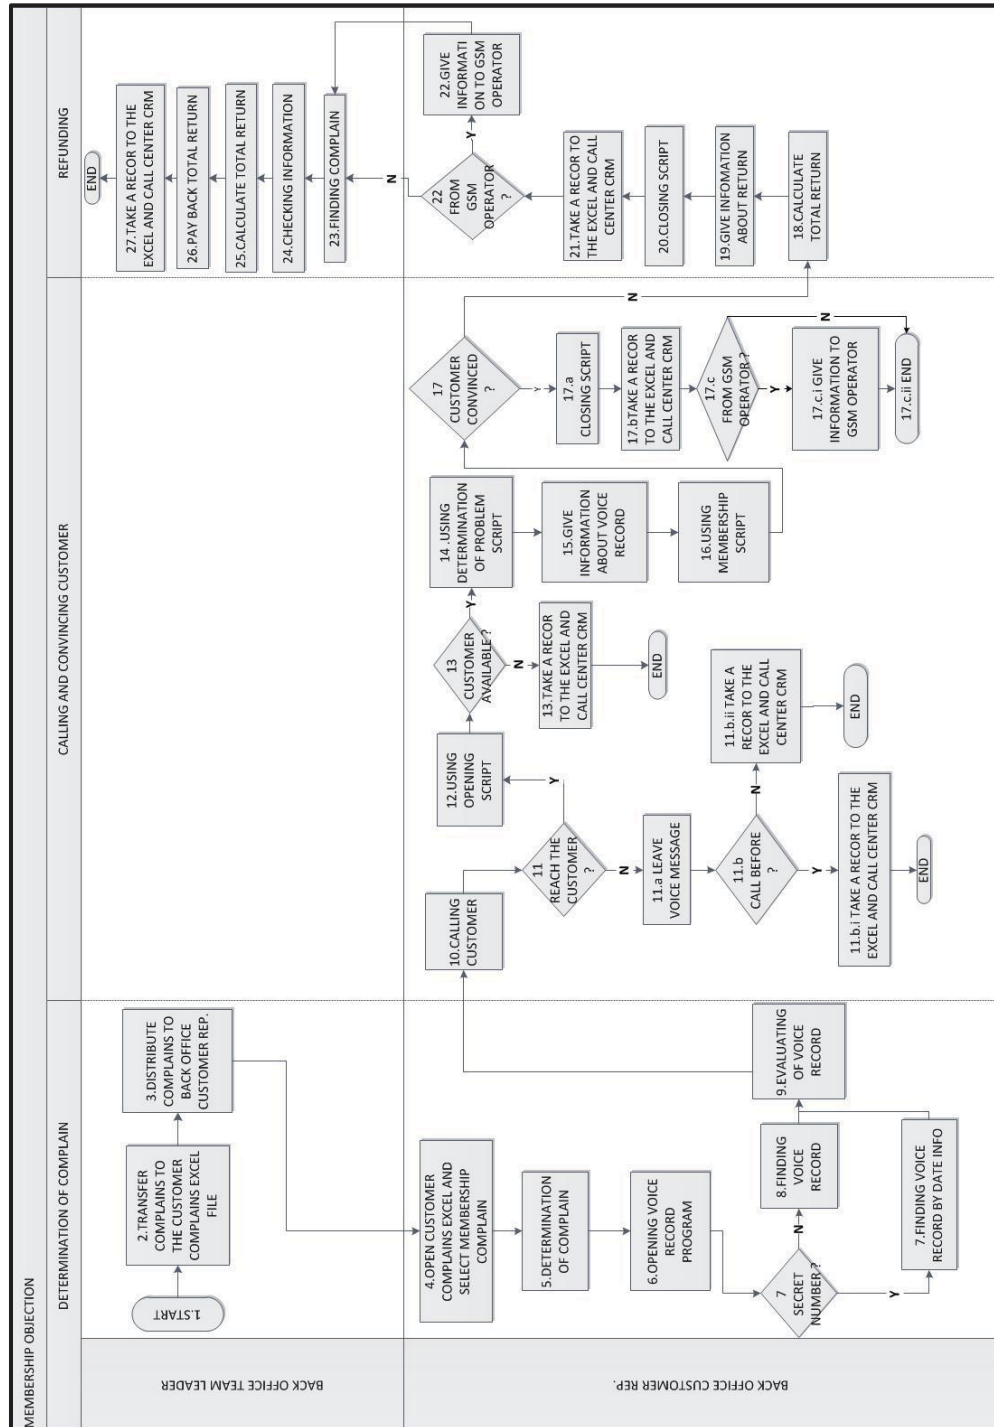 MEMBERSHIP OBJECTION
DETERMINATION OF COMPLAIN
CALLING AND CONVINCING CUSTOMER
REFUNDING
BACK OFFICE TEAM LEADER
1.START
2.TRANSFER
COMPLAINS TO
THE CUSTOMER
COMPLAINS EXCEL
FILE
3.DISTRIBUTE
COMPLAINS TO
BACK OFFICE
CUSTOMER REP.
BACK OFFICE CUSTOMER REP.
4.OPEN CUSTOMER
COMPLAINS EXCEL AND
SELECT MEMBERSHIP
COMPLAIN
5.DETERMINATION
OF COMPLAIN
6.OPENING VOICE
RECORD
PROGRAM
7
SECRET
NUMBER ?
N
Y
8.FINDING
VOICE
RECORD
7.FINDING VOICE
RECORD BY DATE INFO
9.EVALUATING
OF VOICE
RECORD
10.CALLING
CUSTOMER
11
REACH THE
CUSTOMER
?
Y
N
11.a LEAVE
VOICE MESSAGE
11.b
CALL BEFORE
?
N
Y
11.b.i TAKE A RECOR TO THE
EXCEL AND CALL CENTER CRM
END
11.b.ii TAKE A
RECOR TO THE
EXCEL AND CALL
CENTER CRM
END
12.USING
OPENING
SCRIPT
13
CUSTOMER
AVAILABLE ?
Y
N
13.TAKE A RECOR
TO THE EXCEL AND
CALL CENTER CRM
END
14 .USING
DETERMINATION
OF PROBLEM
SCRIPT
15.GIVE
INFORMATION
ABOUT VOICE
RECORD
16.USING
MEMBERSHIP
SCRIPT
17
CUSTOMER
CONVINCED
?
Y
N
17.a
CLOSING SCRIPT
17.bTAKE A RECOR
TO THE EXCEL AND
CALL CENTER CRM
17.c
FROM GSM
OPERATOR ?
N
Y
17.c.i GIVE
INFORMATION TO
GSM OPERATOR
17.c.ii END
18.CALCULATE
TOTAL RETURN
19.GIVE INFOMATION
ABOUT RETURN
20.CLOSING SCRIPT
21.TAKE A RECOR TO
THE EXCEL AND CALL
CENTER CRM
22
FROM GSM
OPERATOR
?
Y
N
22.GIVE
INFORMATI
ON TO GSM
OPERATOR
23.FINDING COMPLAIN
24.CHECKING INFORMATION
25.CALCULATE TOTAL RETURN
26.PAY BACK TOTAL RETURN
27.TAKE A RECOR TO THE
EXCEL AND CALL CENTER CRM
END